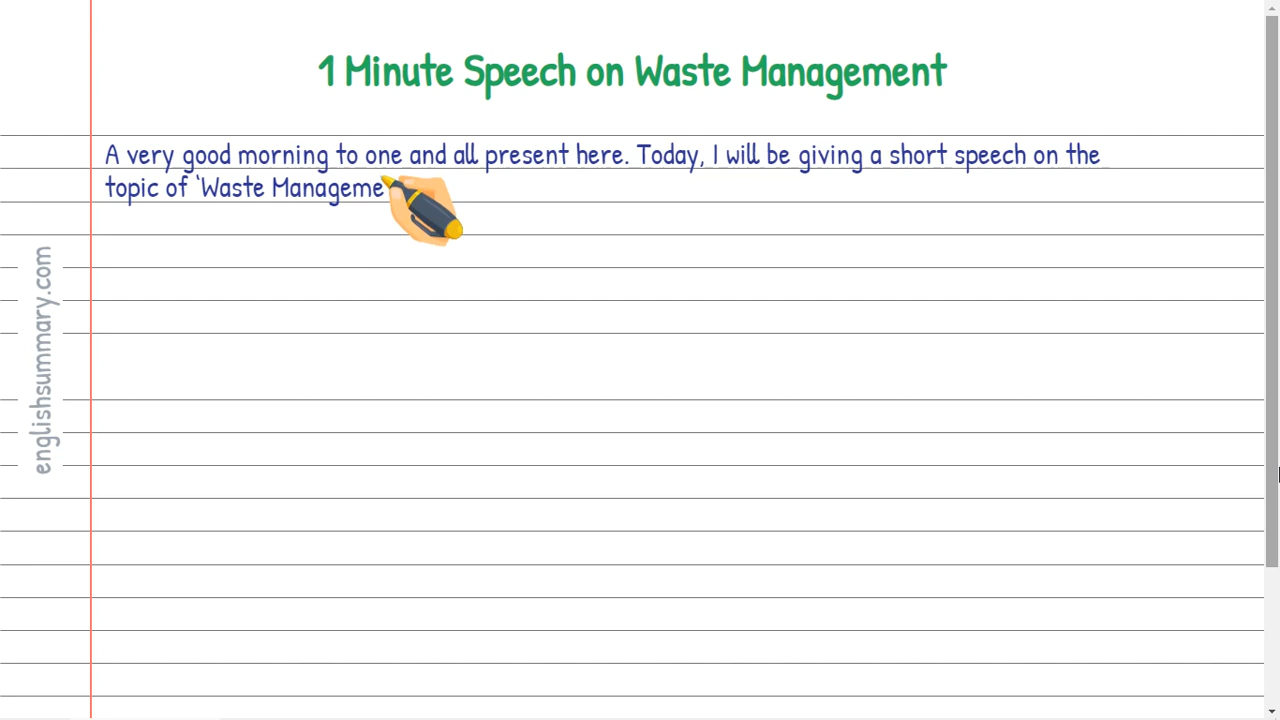 1 Minute Speech on Waste Management
A very good morning to one and all present here. Today, I will be giving a short speech on the
topic of ‘Waste Manageme
englishsummary.com